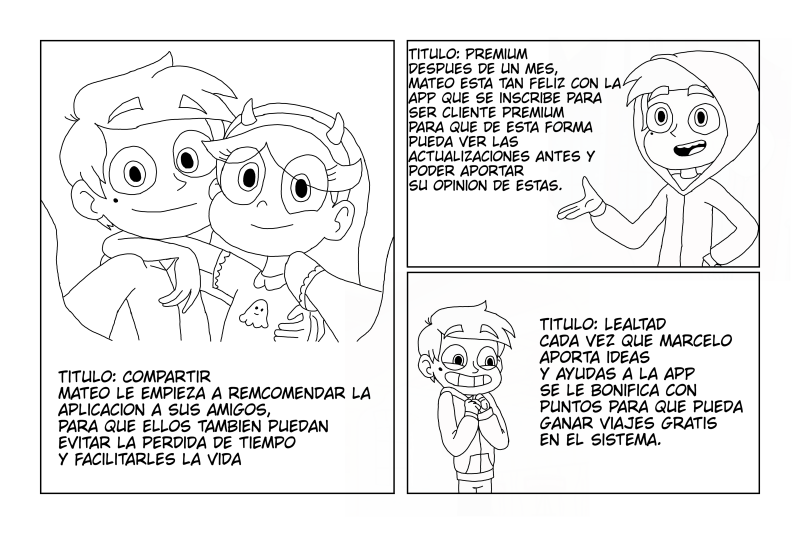 TITULO: COMPARTIR
MATEO LE EMPIEZA A REMCOMENDAR LA
APLICACION A SUS AMIGOS,
PARA QUE ELLOS TAMBIEN PUEDAN
EVITAR LA PERDIDA DE TIEMPO
Y FACILITARLES LA VIDA
TITULO: PREMIUM
DESPUES DE UN MES,
MATEO ESTA TAN FELIZ CON LA
APP QUE SE INSCRIBE PARA
SER CLIENTE PREMIUM
PARA QUE DE ESTA FORMA
PUEDA VER LAS
ACTUALIZACIONES ANTES Y
PODER APORTAR
SU OPINION DE ESTAS.
TITULO: LEALTAD
CADA VEZ QUE MARCELO
APORTA IDEAS
Y AYUDAS A LA APP
SE LE BONIFICA CON
PUNTOS PARA QUE PUEDA
GANAR VIAJES GRATIS
EN EL SISTEMA.